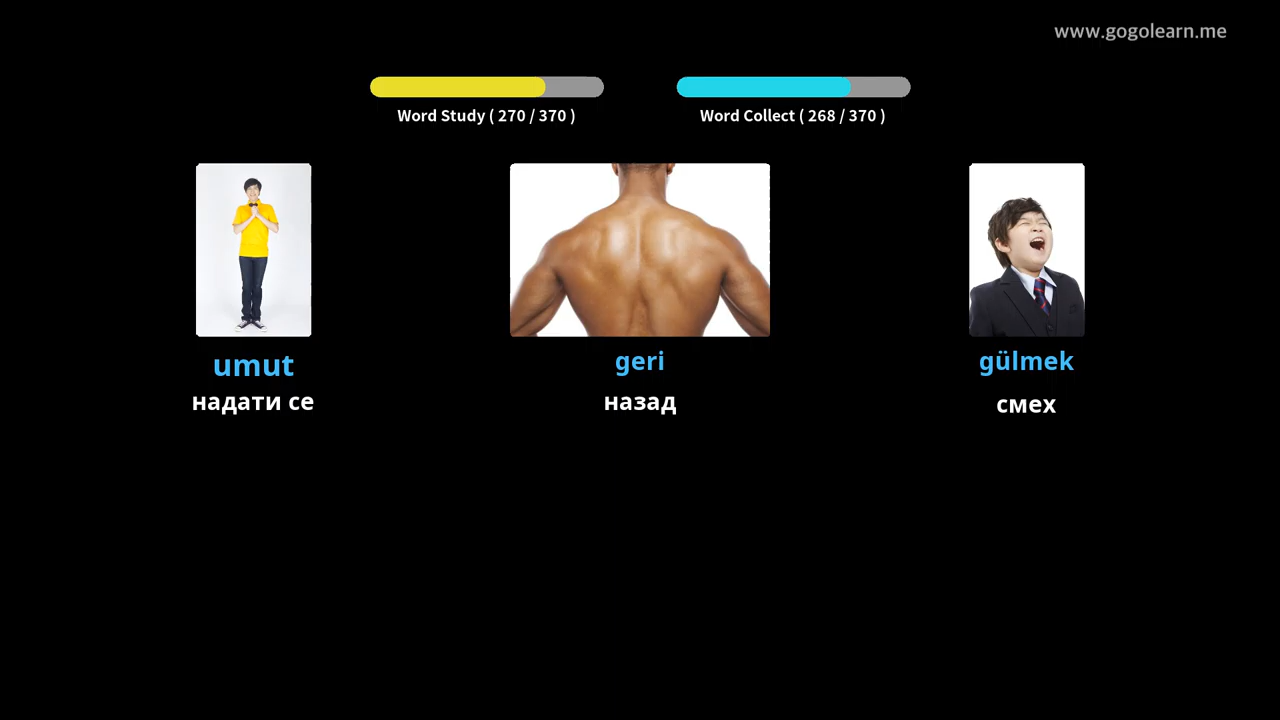 www.gogolearn.me
Word Study ( 270 / 370 )
Word Collect ( 268 / 370 )
umut
geri
gülmek
надати се
назад
смех